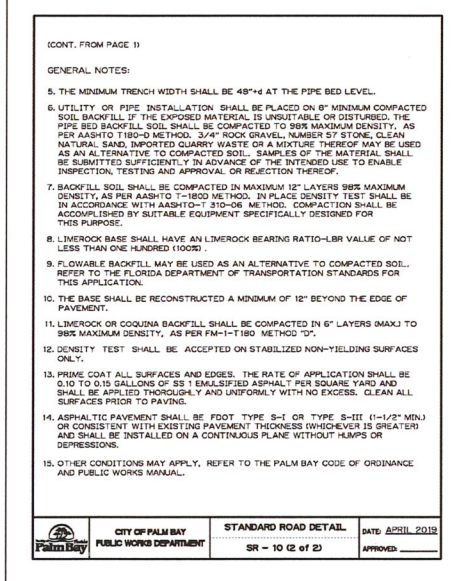 (CONT. FROM PAGE 1)
GENERAL NOTES:
5. THE MINIMUM TRENCH WIDTH SHALL BE 48"+d AT THE PIPE BED LEVEL.
6. UTILITY OR PIPE INSTALLATION SHALL BE PLACED ON 8" MINIMUM COMPACTED
SOIL BACKFILL IF THE EXPOSED MATERIAL IS UNSUITABLE OR DISTURBED. THE
PIPE BED BACKFILL SOIL SHALL BE COMPACTED TO 98% MAXIMUM DENSITY, AS
PER AASHTO T180-D METHOD. 3/4" ROCK GRAVEL, NUMBER 57 STONE, CLEAN
NATURAL SAND, IMPORTED QUARRY WASTE OR A MIXTURE THEREOF MAY BE USED
AS AN ALTERNATIVE TO COMPACTED SOIL. SAMPLES OF THE MATERIAL SHALL
BE SUBMITTED SUFFICIENTLY IN ADVANCE OF THE INTENDED USE TO ENABLE
INSPECTION, TESTING AND APPROVAL OR REJECTION THEREOF.
7. BACKFILL SOIL SHALL BE COMPACTED IN MAXIMUM 12" LAYERS 98% MAXIMUM
DENSITY, AS PER AASHTO T-180D METHOD. IN PLACE DENSITY TEST SHALL BE
IN ACCORDANCE WITH AASHTO-T 310-06 METHOD. COMPACTION SHALL BE
ACCOMPLISHED BY SUITABLE EQUIPMENT SPECIFICALLY DESIGNED FOR
THIS PURPOSE.
8. LIMEROCK BASE SHALL HAVE AN LIMEROCK BEARING RATIO-LBR VALUE OF NOT
LESS THAN ONE HUNDRED (100%) .
9. FLOWABLE BACKFILL MAY BE USED AS AN ALTERNATIVE TO COMPACTED SOIL.
REFER TO THE FLORIDA DEPARTMENT OF TRANSPORTATION STANDARDS FOR
THIS APPLICATION.
10. THE BASE SHALL BE RECONSTRUCTED A MINIMUM OF 12" BEYOND THE EDGE OF
PAVEMENT.
11. LIMEROCK OR COQUINA BACKFILL SHALL BE COMPACTED IN 6" LAYERS (MAX.) TO
98% MAXIMUM DENSITY, AS PER FM-1-T180 METHOD "D".
12. DENSITY TEST SHALL BE ACCEPTED ON STABILIZED NON-YIELDING SURFACES
ONLY.
13. PRIME COAT ALL SURFACES AND EDGES. THE RATE OF APPLICATION SHALL BE
0.10 TO 0.15 GALLONS OF SS 1 EMULSIFIED ASPHALT PER SQUARE YARD AND
SHALL BE APPLIED THOROUGHLY AND UNIFORMLY WITH NO EXCESS. CLEAN ALL
SURFACES PRIOR TO PAVING.
14. ASPHALTIC PAVEMENT SHALL BE FDOT TYPE S-I OR TYPE S-III (1-1/2" MIN.)
OR CONSISTENT WITH EXISTING PAVEMENT THICKNESS (WHICHEVER IS GREATER)
AND SHALL BE INSTALLED ON A CONTINUOUS PLANE WITHOUT HUMPS OR
DEPRESSIONS.
15. OTHER CONDITIONS MAY APPLY, REFER TO THE PALM BAY CODE OF ORDINANCE
AND PUBLIC WORKS MANUAL.
Palm Bay
CITY OF PALM BAY
PUBLIC WORKS DEPARTMENT
STANDARD ROAD DETAIL
SR - 10 (2 of 2)
DATE: APRIL 2019
APPROVED: